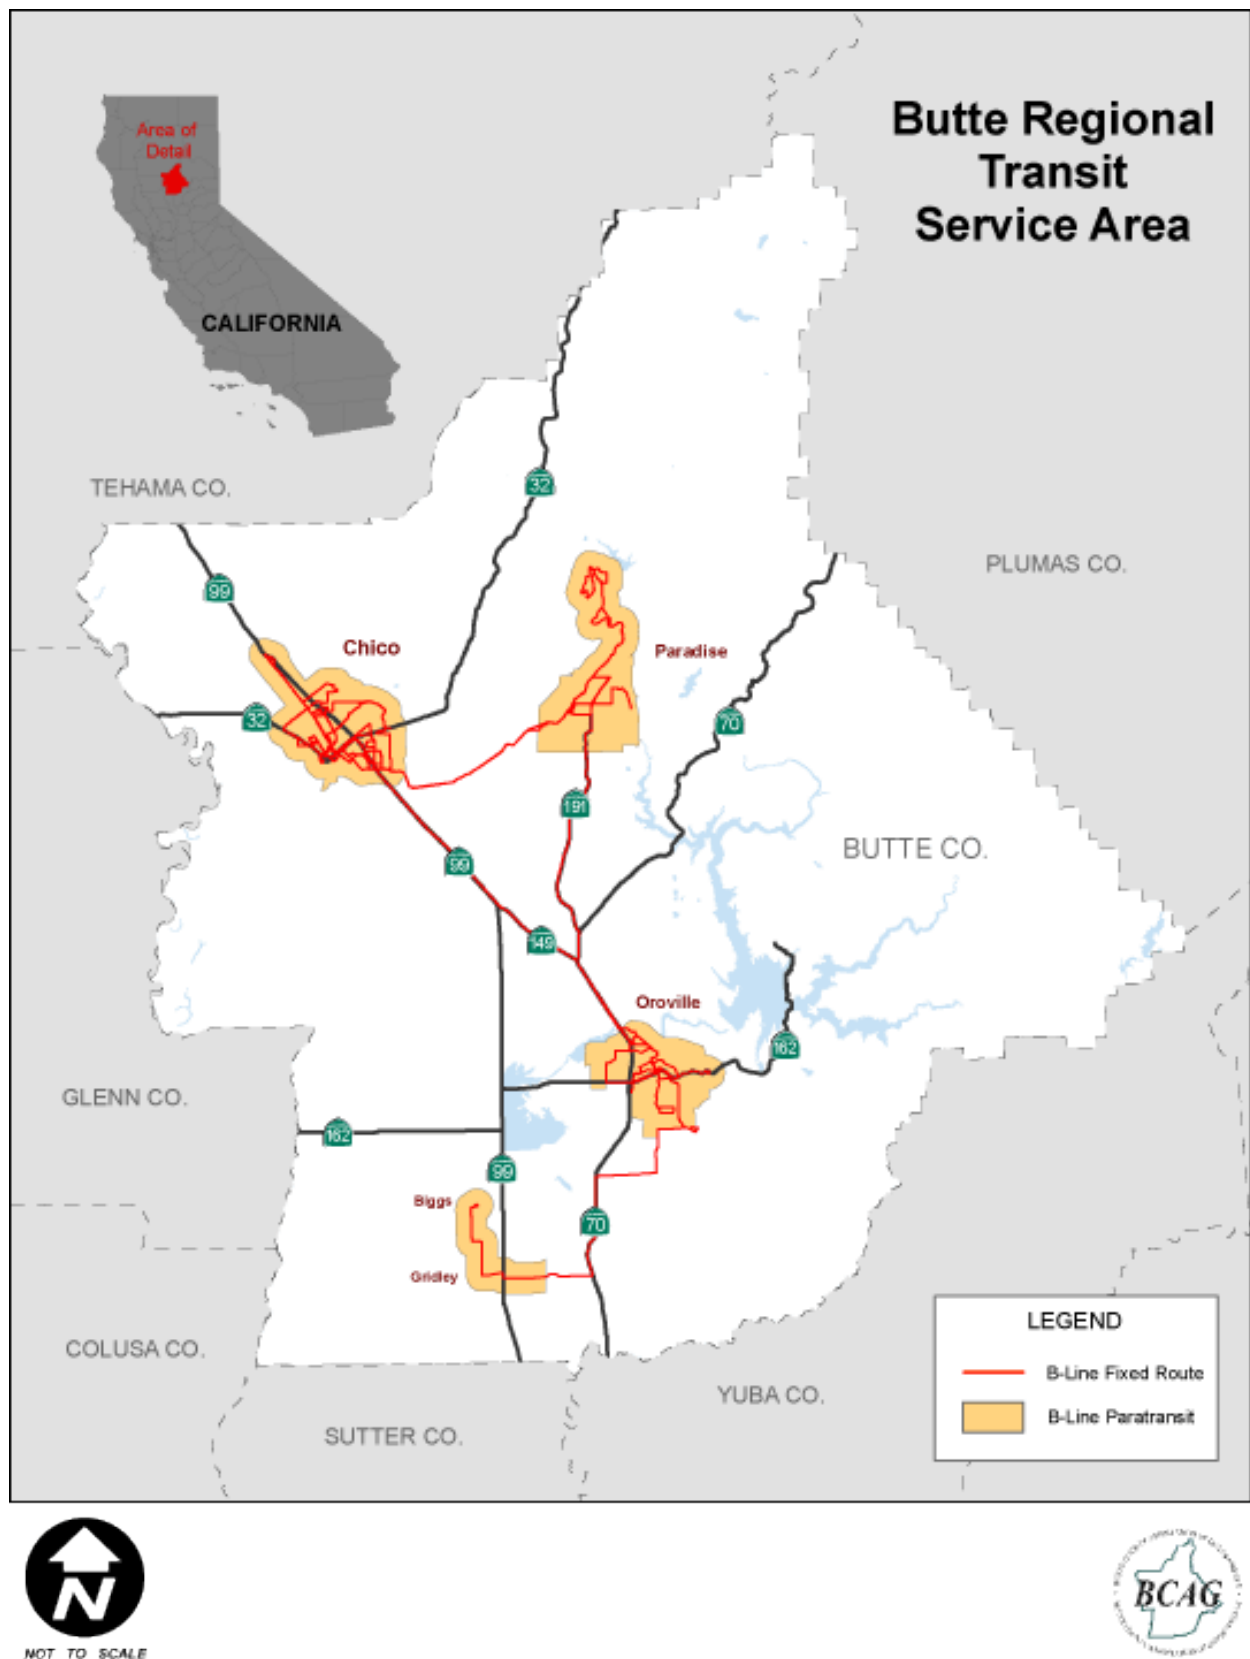 Butte Regional
Transit
Service Area
Area of
Detail
CALIFORNIA
TEHAMA CO.
32
PLUMAS CO.
99
Chico
Paradise
32
70
191
BUTTE CO.
99
149
Oroville
162
GLENN CO.
162
99
Biggs
70
Gridley
LEGEND
B-Line Fixed Route
B-Line Paratransit
COLUSA CO.
YUBA CO.
SUTTER CO.
N
NOT TO SCALE
BCAG